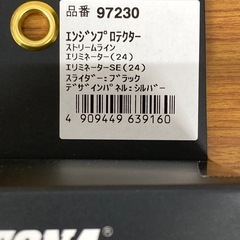 品番 97230
エンジンプロテクター
ストリームライン
エリミネーター(24)
エリミネーターSE(24)
スライダー:ブラック
デザインパネル:シルバー
4 909449 639160